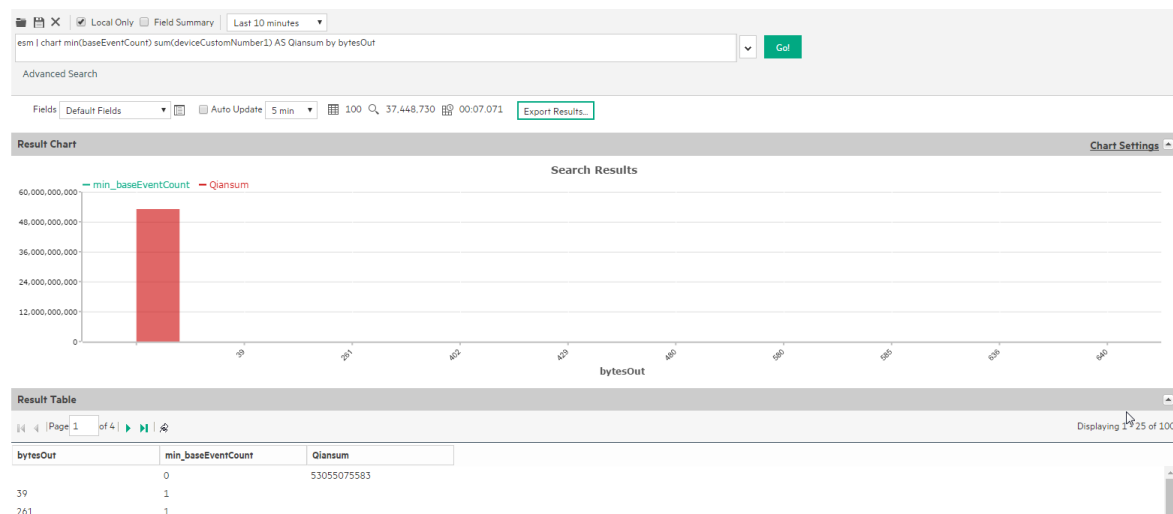 Local Only Field Summary Last 10 minutes
esm | chart min(baseEventCount) sum(deviceCustomNumber1) AS Qiansum by bytesOut
Go!
Advanced Search
Fields Default Fields Auto Update 5 min 100 37,448,730 00:07.071 Export Results...
Result Chart Chart Settings
Search Results
min_baseEventCount Qiansum
60,000,000,000
48,000,000,000
36,000,000,000
24,000,000,000
12,000,000,000
0
39 261 402 429 480 580 585 636 640
bytesOut
Result Table
Page 1 of 4 Displaying 1 - 25 of 100
bytesOut min_baseEventCount Qiansum
0 53055075583
39 1
261 1